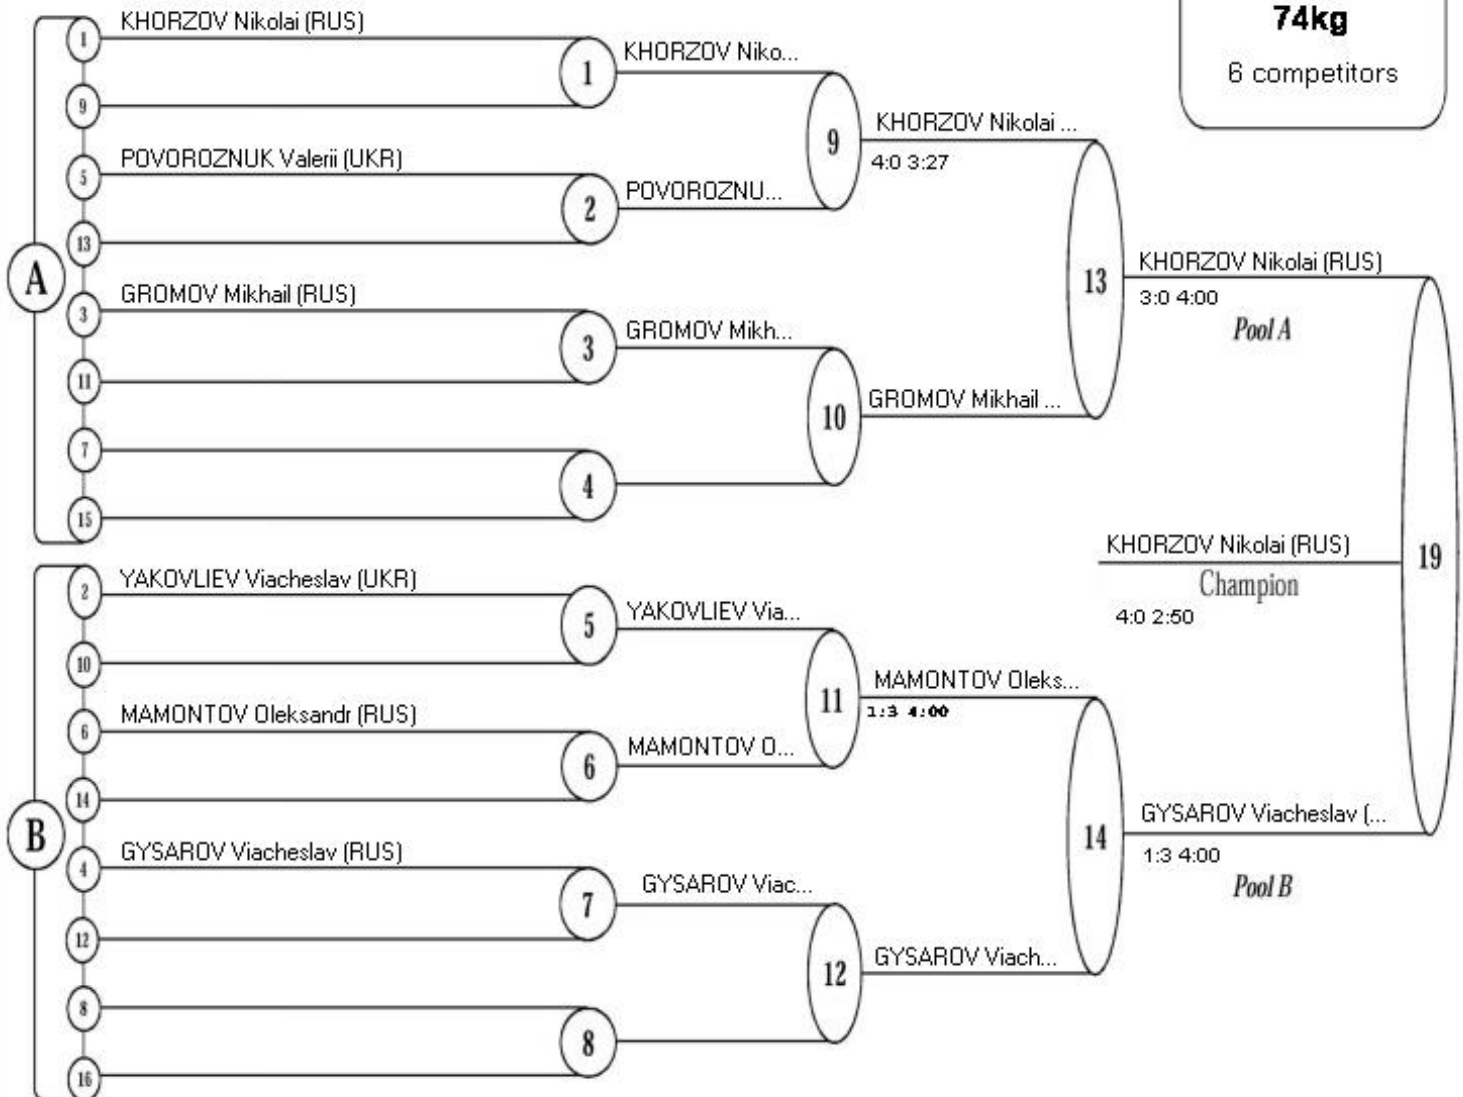 74kg
6 competitors
KHORZOV Nikolai (RUS)
1
9
1
KHORZOV Niko...
POVOROZNUK Valerii (UKR)
5
13
2
POVOROZNU...
9
KHORZOV Nikolai ...
4:0 3:27
A
GROMOV Mikhail (RUS)
3
11
3
GROMOV Mikh...
7
15
4
10
GROMOV Mikhail ...
13
KHORZOV Nikolai (RUS)
3:0 4:00
Pool A
YAKOVLIEV Viacheslav (UKR)
2
10
5
YAKOVLIEV Via...
MAMONTOV Oleksandr (RUS)
6
14
6
MAMONTOV O...
11
MAMONTOV Oleks...
1:3 4:00
B
GYSAROV Viacheslav (RUS)
4
12
7
GYSAROV Viac...
8
16
8
12
GYSAROV Viach...
14
GYSAROV Viacheslav (...
1:3 4:00
Pool B
19
KHORZOV Nikolai (RUS)
Champion
4:0 2:50